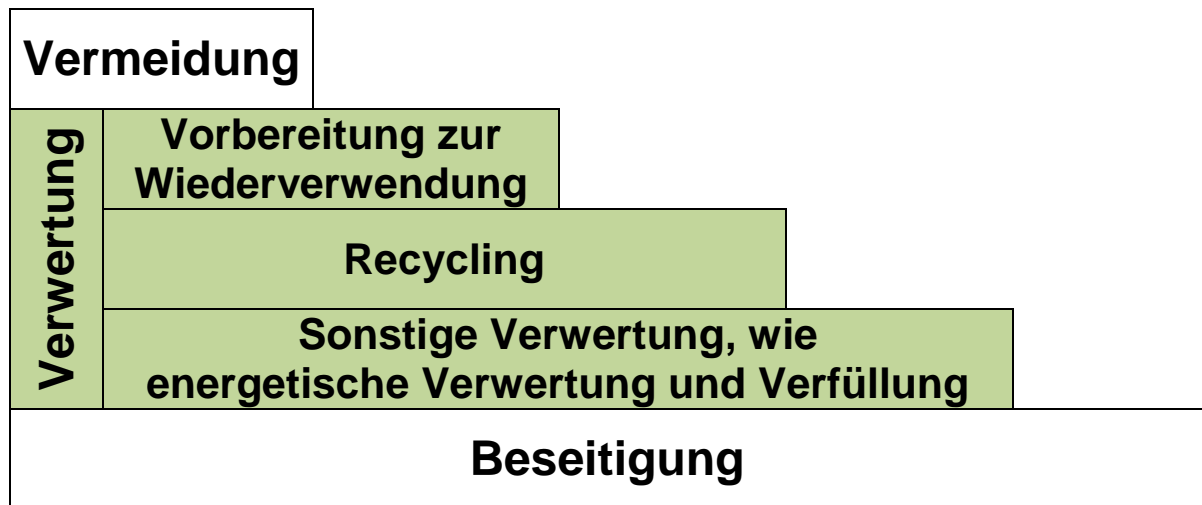 Vermeidung
Verwertung
Vorbereitung zur
Wiederverwendung
Recycling
Sonstige Verwertung, wie
energetische Verwertung und Verfüllung
Beseitigung